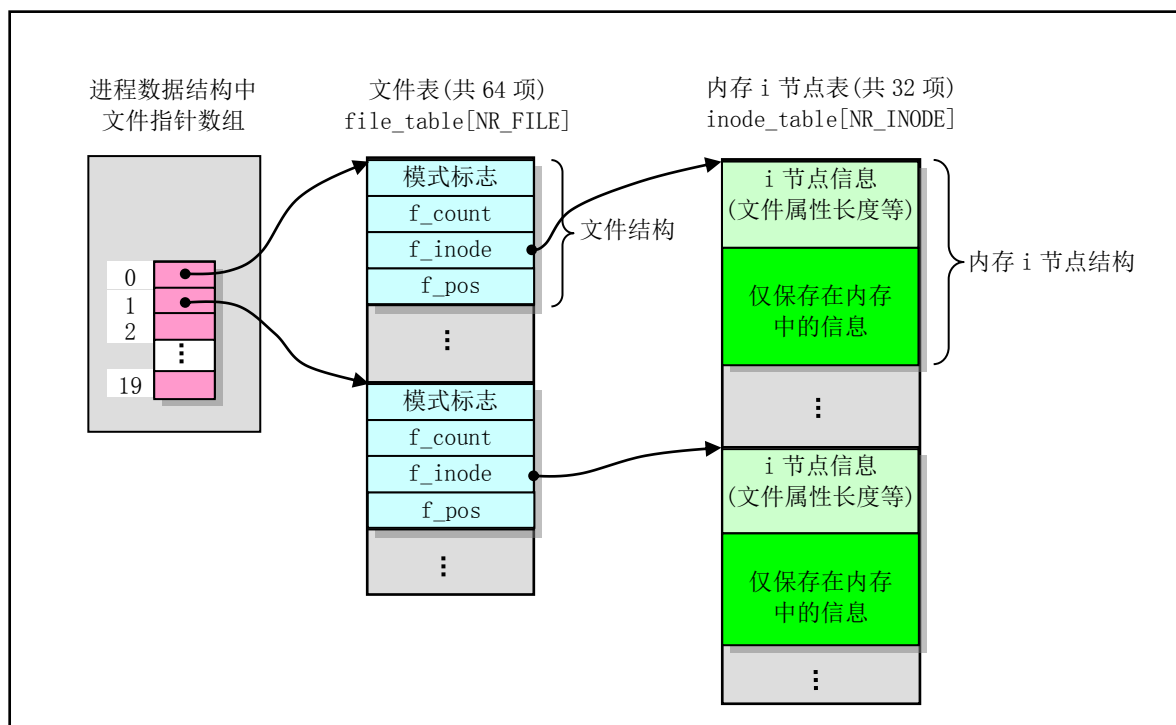 进程数据结构中
文件指针数组
文件表(共 64 项)
file_table[NR_FILE]
内存 i 节点表(共 32 项)
inode_table[NR_INODE]
0
1
2
⋮
19
模式标志
f_count
f_inode
f_pos
文件结构
⋮
模式标志
f_count
f_inode
f_pos
⋮
i 节点信息
(文件属性长度等)
仅保存在内存
中的信息
内存 i 节点结构
⋮
i 节点信息
(文件属性长度等)
仅保存在内存
中的信息
⋮